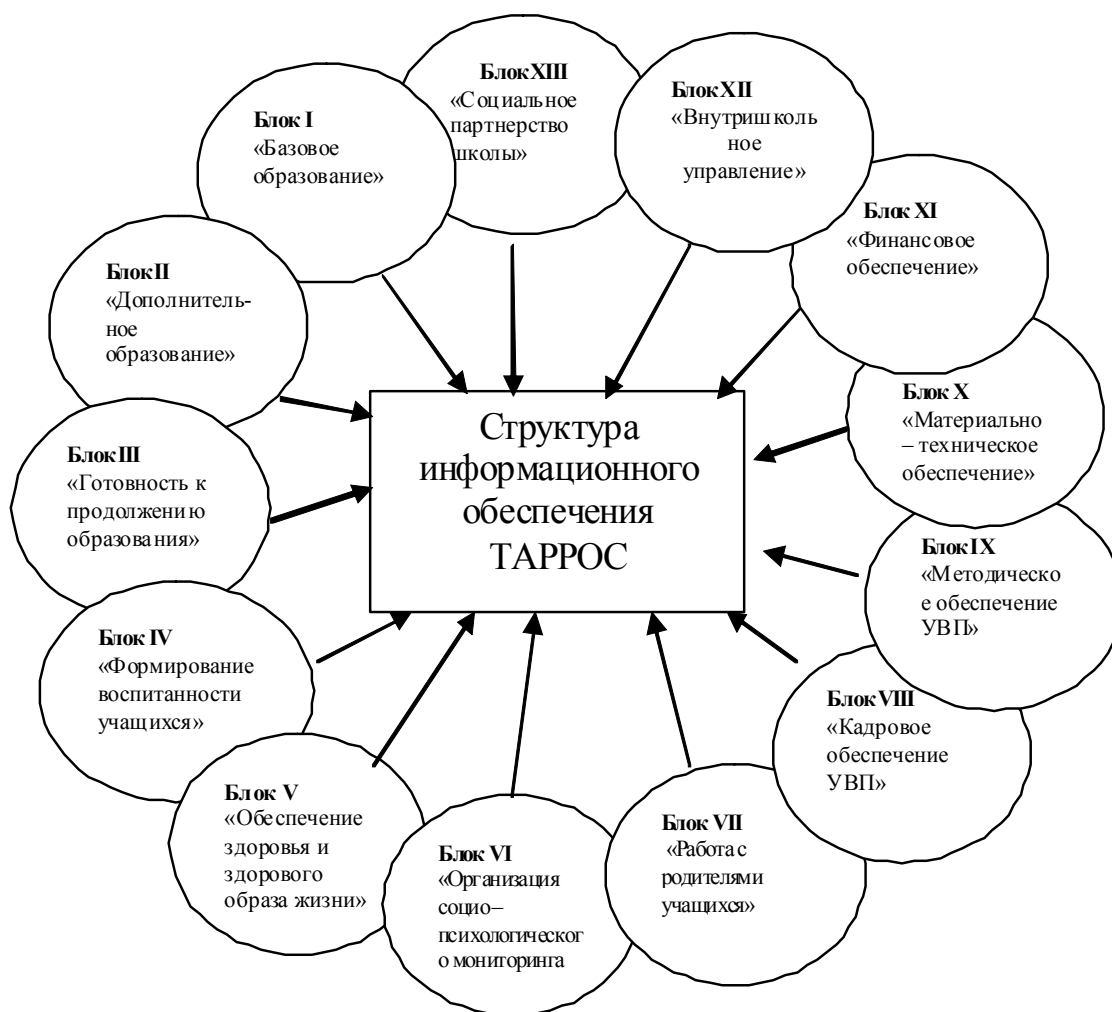 Блок I
«Базовое
образование»
Блок II
«Дополнитель-
ное
образование»
Блок III
«Готовность к
продолжению
образования»
Блок IV
«Формирование
воспитанности
учащихся»
Блок V
«Обеспечение
здоровья и
здорового
образа жизни»
Блок VI
«Организация
социо–
психологическог
о мониторинга
Блок VII
«Работа с
родителями
учащихся»
Блок VIII
«Кадровое
обеспечение
УВП»
Блок IX
«Методическо
е обеспечение
УВП»
Блок X
«Материально
– техническое
обеспечение»
Блок XI
«Финансовое
обеспечение»
Блок XII
«Внутришколь
ное
управление»
Блок XIII
«Социальное
партнерство
школы»
Структура
информационного
обеспечения
ТАРРОС